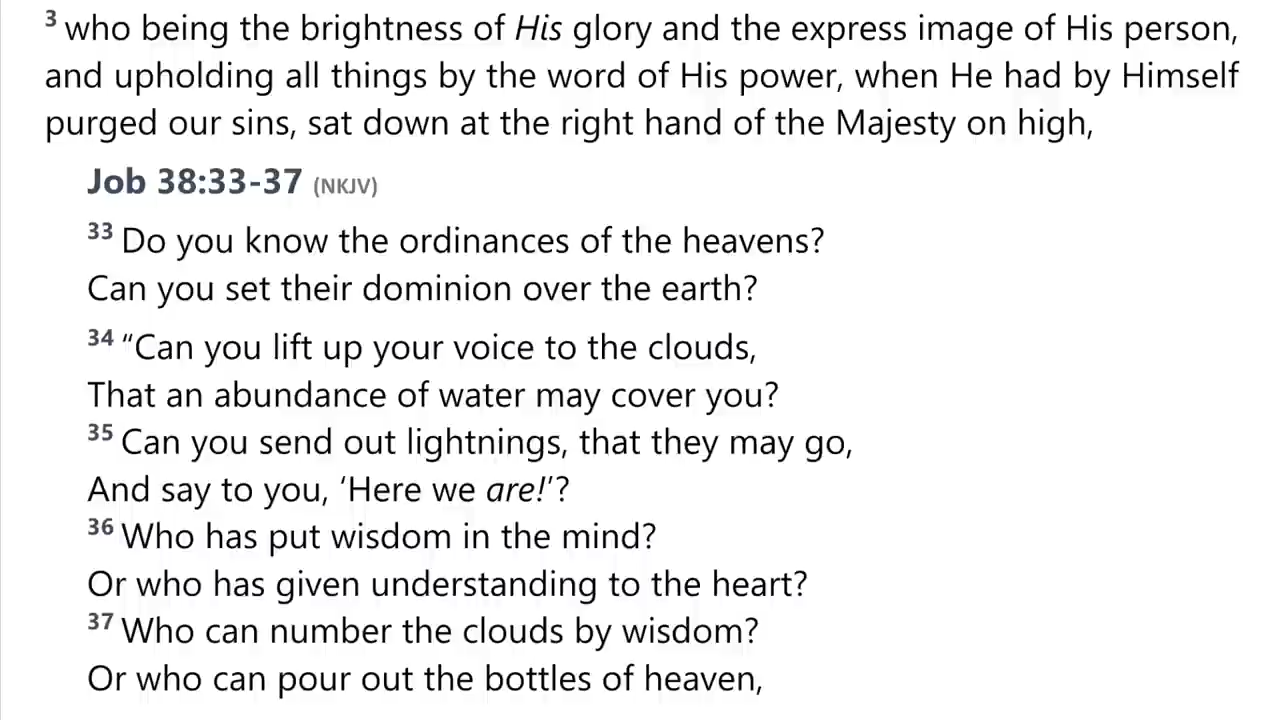 3 who being the brightness of His glory and the express image of His person,
and upholding all things by the word of His power, when He had by Himself
purged our sins, sat down at the right hand of the Majesty on high,
Job 38:33-37 (NKJV)
33 Do you know the ordinances of the heavens?
Can you set their dominion over the earth?
34 “Can you lift up your voice to the clouds,
That an abundance of water may cover you?
35 Can you send out lightnings, that they may go,
And say to you, ‘Here we are!’?
36 Who has put wisdom in the mind?
Or who has given understanding to the heart?
37 Who can number the clouds by wisdom?
Or who can pour out the bottles of heaven,